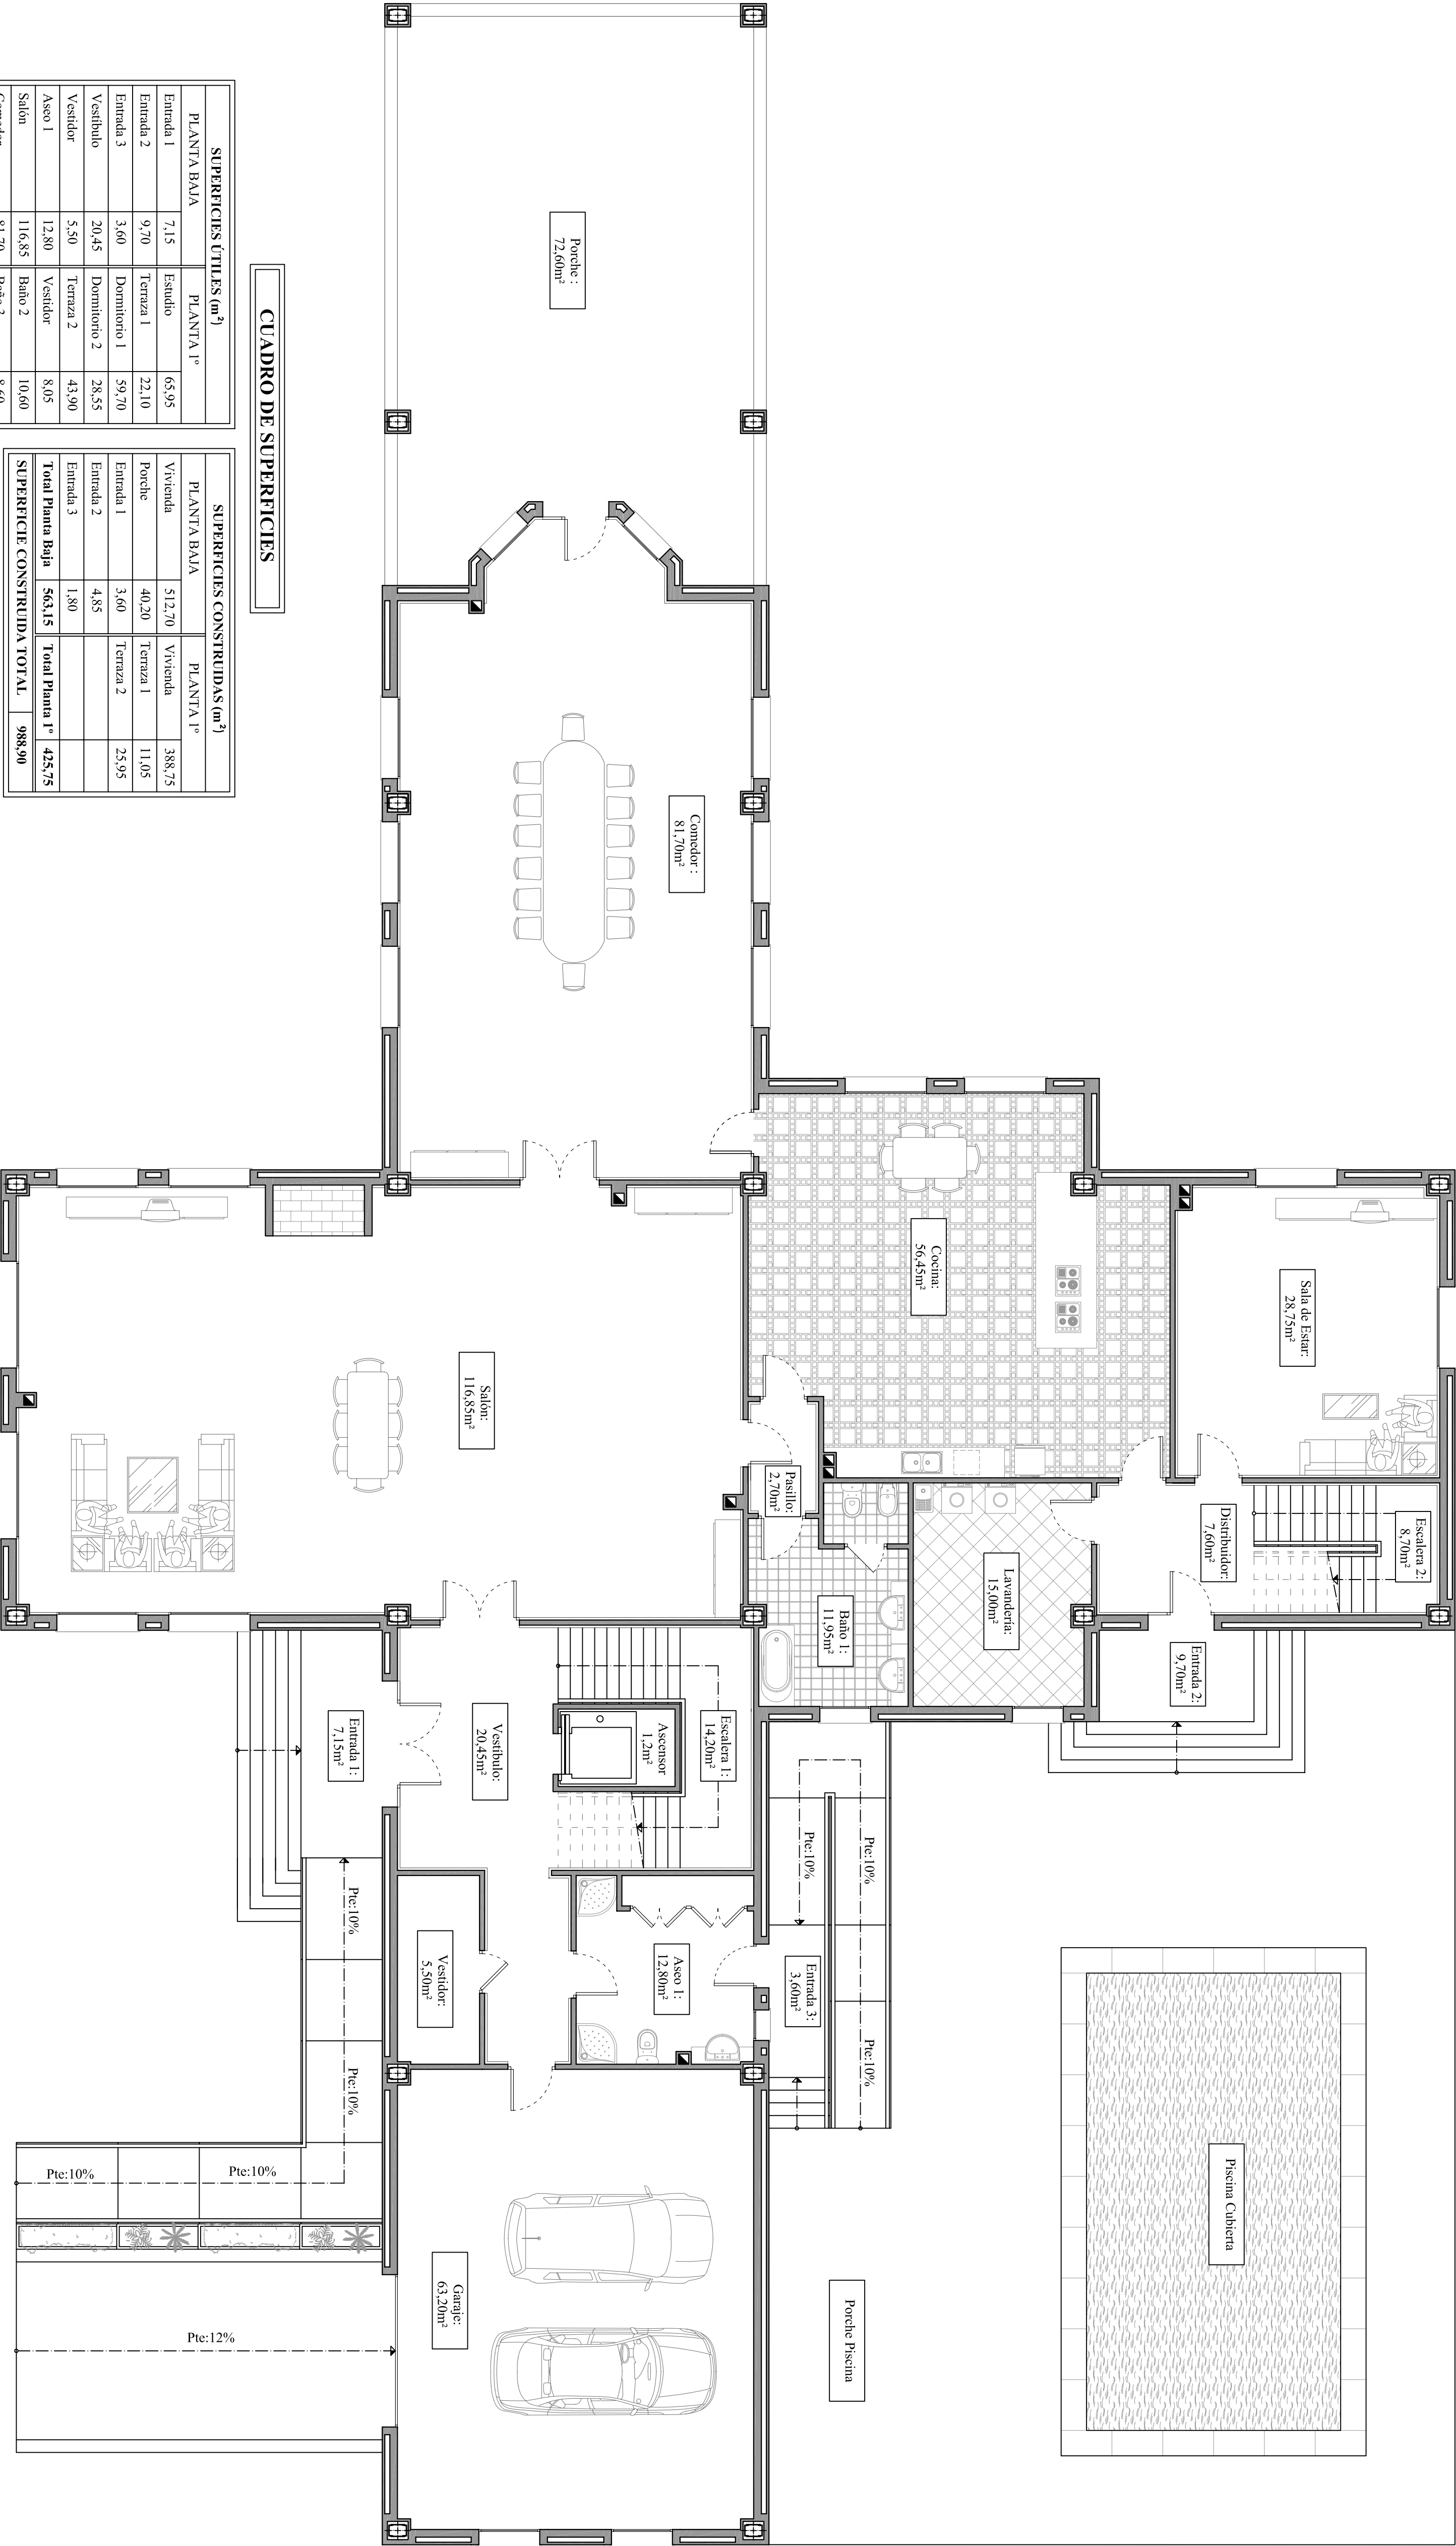 Porche :
72,60m²
Comedor :
81,70m²
Cocina:
56,45m²
Sala de Estar:
28,75m²
Salón:
116,85m²
Pasillo:
2,70m²
Distribuidor:
7,60m²
Escalera 2:
8,70m²
Lavandería:
15,00m²
Baño 1:
11,95m²
Entrada 2:
9,70m²
Escalera 1:
14,20m²
Ascensor
1,2m²
Vestíbulo:
20,45m²
Entrada 1:
7,15m²
Pte:10%
Pte:10%
Pte:10%
Entrada 3:
3,60m²
Aseo 1:
12,80m²
Vestidor:
5,50m²
Pte:10%
Pte:10%
Pte:10%
Pte:10%
Pte:12%
Garaje:
63,20m²
Piscina Cubierta
Porche Piscina
CUADRO DE SUPERFICIES
SUPERFICIES ÚTILES (m²)
PLANTA BAJA PLANTA 1º
Entrada 1 7,15 Estudio 65,95
Entrada 2 9,70 Terraza 1 22,10
Entrada 3 3,60 Dormitorio 1 59,70
Vestíbulo 20,45 Dormitorio 2 28,55
Vestidor 5,50 Terraza 2 43,90
Aseo 1 12,80 Vestidor 8,05
Salón 116,85 Baño 2 10,60
Comedor 81,70 Baño 3 8,60
SUPERFICIES CONSTRUIDAS (m²)
PLANTA BAJA PLANTA 1º
Vivienda 512,70 Vivienda 388,75
Porche 40,20 Terraza 1 11,05
Entrada 1 3,60 Terraza 2 25,95
Entrada 2 4,85
Entrada 3 1,80
Total Planta Baja 563,15 Total Planta 1º 425,75
SUPERFICIE CONSTRUIDA TOTAL 988,90